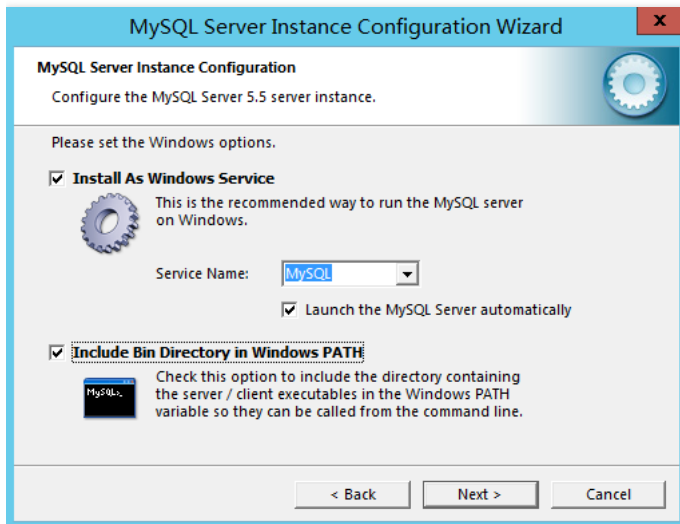 MySQL Server Instance Configuration Wizard
x
MySQL Server Instance Configuration
Configure the MySQL Server 5.5 server instance.
Please set the Windows options.
Install As Windows Service
This is the recommended way to run the MySQL server
on Windows.
Service Name: MySQL
Launch the MySQL Server automatically
Include Bin Directory in Windows PATH
MySQL>_
Check this option to include the directory containing
the server / client executables in the Windows PATH
variable so they can be called from the command line.
< Back Next > Cancel